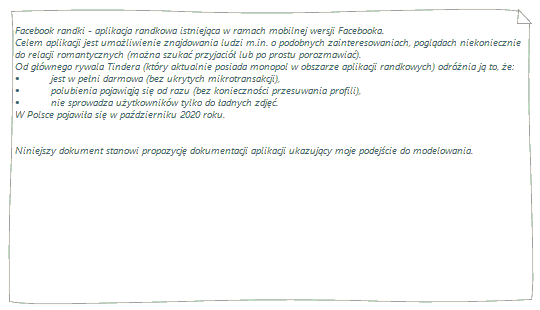 Facebook randki - aplikacja randkowa istniejąca w ramach mobilnej wersji Facebooka.
Celem aplikacji jest umożliwienie znajdowania ludzi m.in. o podobnych zainteresowaniach, poglądach niekoniecznie
do relacji romantycznych (można szukać przyjaciół lub po prostu porozmawiać).
Od głównego rywala Tindera (który aktualnie posiada monopol w obszarze aplikacji randkowych) odróżnia ją to, że:
• jest w pełni darmowa (bez ukrytych mikrotransakcji),
• polubienia pojawiają się od razu (bez konieczności przesuwania profili),
• nie sprowadza użytkowników tylko do ładnych zdjęć.
W Polsce pojawiła się w październiku 2020 roku.
Niniejszy dokument stanowi propozycję dokumentacji aplikacji ukazujący moje podejście do modelowania.